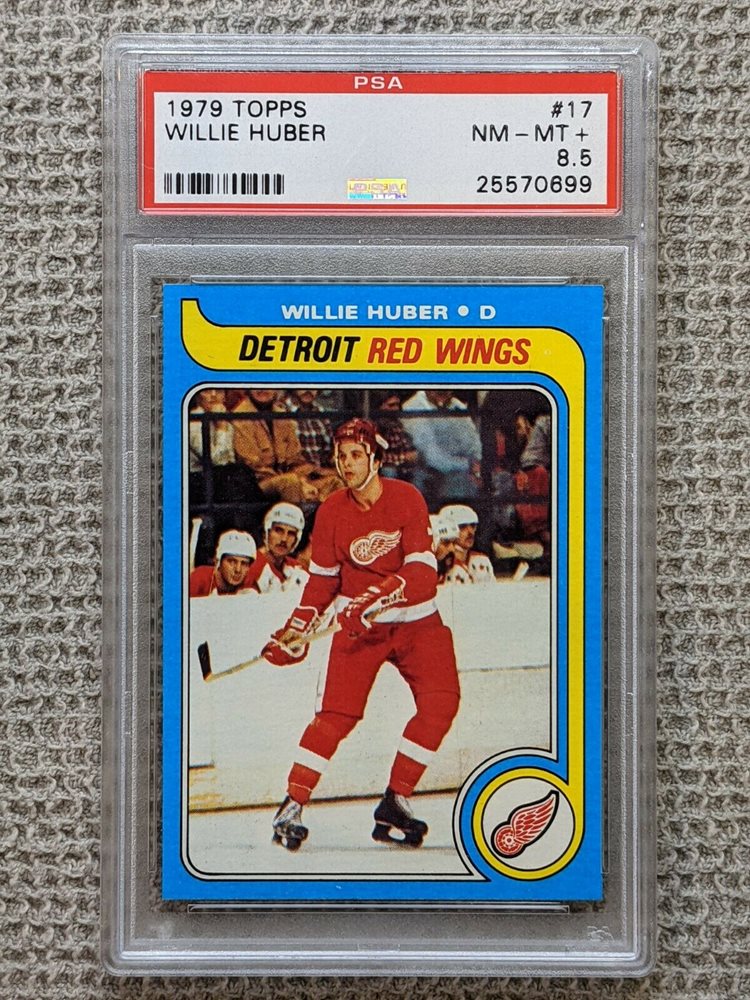 PSA
1979 TOPPS #17
WILLIE HUBER NM - MT +
8.5
25570699
WILLIE HUBER • D
DETROIT RED WINGS